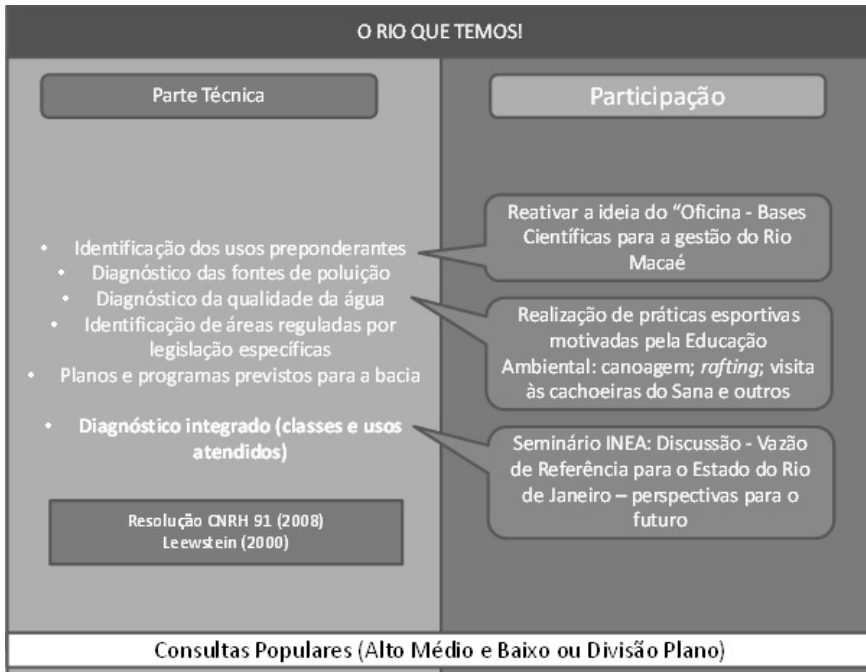 O RIO QUE TEMOS!
Parte Técnica
• Identificação dos usos preponderantes
• Diagnóstico das fontes de poluição
• Diagnóstico da qualidade da água
• Identificação de áreas reguladas por
legislação específicas
• Planos e programas previstos para a bacia
• Diagnóstico integrado (classes e usos
atendidos)
Resolução CNRH 91 (2008)
Leewstein (2000)
Participação
Reativar a ideia do “Oficina - Bases
Científicas para a gestão do Rio
Macaé
Realização de práticas esportivas
motivadas pela Educação
Ambiental: canoagem; rafting; visita
às cachoeiras do Sana e outros
Seminário INEA: Discussão - Vazão
de Referência para o Estado do Rio
de Janeiro – perspectivas para o
futuro
Consultas Populares (Alto Médio e Baixo ou Divisão Plano)